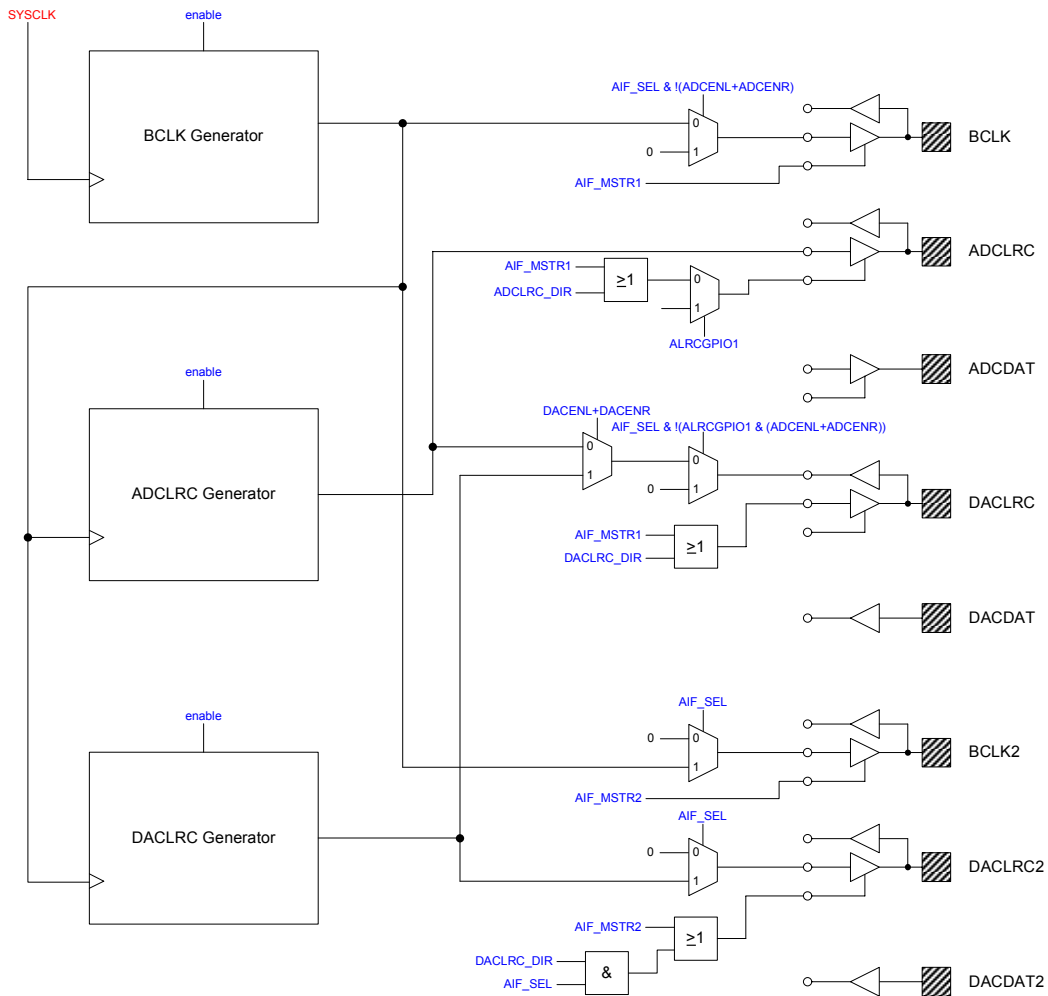 SYSCLK
enable
BCLK Generator
AIF_SEL & !(ADCENL+ADCENR)
0
0
1
AIF_MSTR1
BCLK
AIF_MSTR1
ADCLRC_DIR
≥1
0
1
ALRCGPIO1
ADCLRC
enable
ADCLRC Generator
ADCDAT
DACENL+DACENR
AIF_SEL & !(ALRCGPIO1 & (ADCENL+ADCENR))
0
1
0
0
1
AIF_MSTR1
DACLRC_DIR
≥1
DACLRC
DACDAT
enable
DACLRC Generator
AIF_SEL
0
0
1
AIF_MSTR2
BCLK2
AIF_SEL
0
0
1
DACLRC2
AIF_MSTR2
≥1
DACLRC_DIR
AIF_SEL
&
DACDAT2